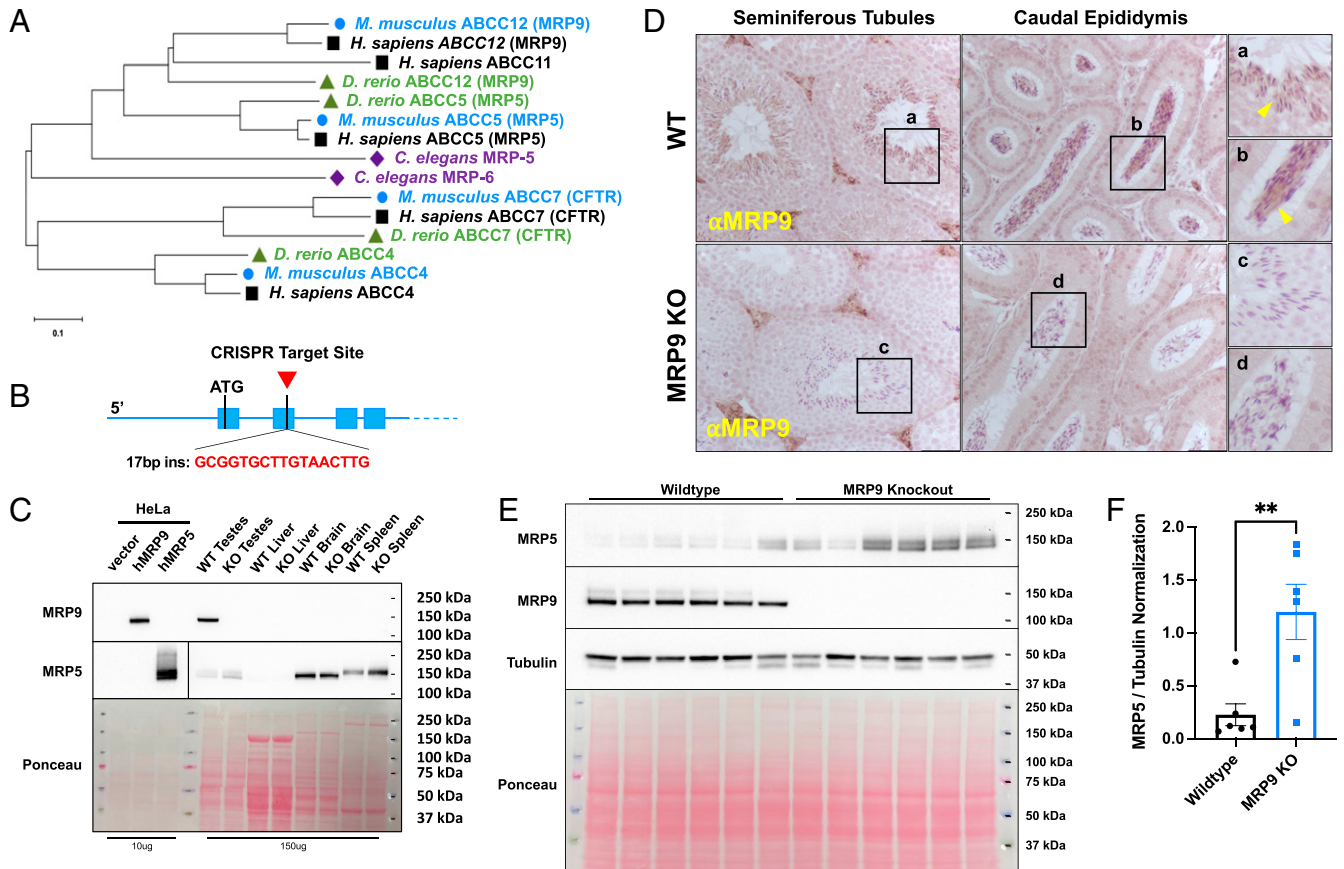 A
M. musculus ABCC12 (MRP9)
H. sapiens ABCC12 (MRP9)
H. sapiens ABCC11
D. rerio ABCC12 (MRP9)
D. rerio ABCC5 (MRP5)
M. musculus ABCC5 (MRP5)
H. sapiens ABCC5 (MRP5)
C. elegans MRP-5
C. elegans MRP-6
M. musculus ABCC7 (CFTR)
H. sapiens ABCC7 (CFTR)
D. rerio ABCC7 (CFTR)
D. rerio ABCC4
M. musculus ABCC4
H. sapiens ABCC4
0.1
B
CRISPR Target Site
ATG
5’
17bp ins: GCGGTGCTTGTAACTTG
C
HeLa
vector
hMRP9
hMRP5
WT Testes
KO Testes
WT Liver
KO Liver
WT Brain
KO Brain
WT Spleen
KO Spleen
MRP9
250 kDa
150 kDa
100 kDa
MRP5
250 kDa
150 kDa
100 kDa
Ponceau
250 kDa
150 kDa
100 kDa
75 kDa
50 kDa
37 kDa
10ug
150ug
D
Seminiferous Tubules
Caudal Epididymis
WT
a
b
αMRP9
a
b
MRP KO
c
d
αMRP9
c
d
E
Wildtype
MRP9 Knockout
MRP5
250 kDa
150 kDa
MRP9
150 kDa
100 kDa
Tubulin
50 kDa
37 kDa
Ponceau
250 kDa
150 kDa
100 kDa
75 kDa
50 kDa
37 kDa
F
**
MRP5 / Tubulin Normalization
2.0
1.5
1.0
0.5
0.0
Wildtype
MRP9 KO